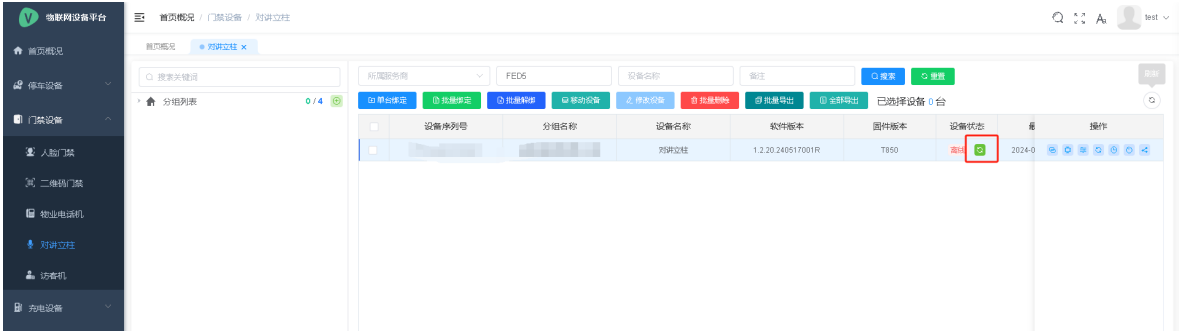 V 物联网设备平台
首页概况 / 门禁设备 / 对讲立柱
test
首页概况
对讲立柱 ×
首页概况
停车设备
门禁设备
人脸门禁
二维码门禁
物业电话机
对讲立柱
访客机
充电设备
搜索关键词
分组列表 0 / 4
所属服务商 FED5 设备名称 备注 搜索 重置 刷新
单台绑定 批量绑定 批量解绑 移动设备 修改设备 批量删除 批量导出 全部导出 已选择设备 0 台
设备序列号 分组名称 设备名称 软件版本 固件版本 设备状态 操作
对讲立柱 1.2.20.240517001R T850 离线 2024-0